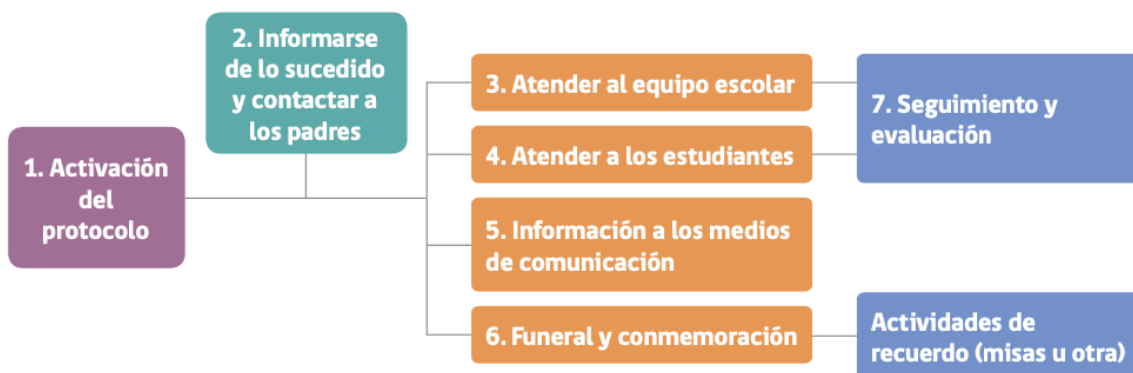 1. Activación
del
protocolo
2. Informarse
de lo sucedido
y contactar a
los padres
3. Atender al equipo escolar
4. Atender a los estudiantes
5. Información a los medios
de comunicación
6. Funeral y conmemoración
7. Seguimiento y
evaluación
Actividades de
recuerdo (misas u otra)